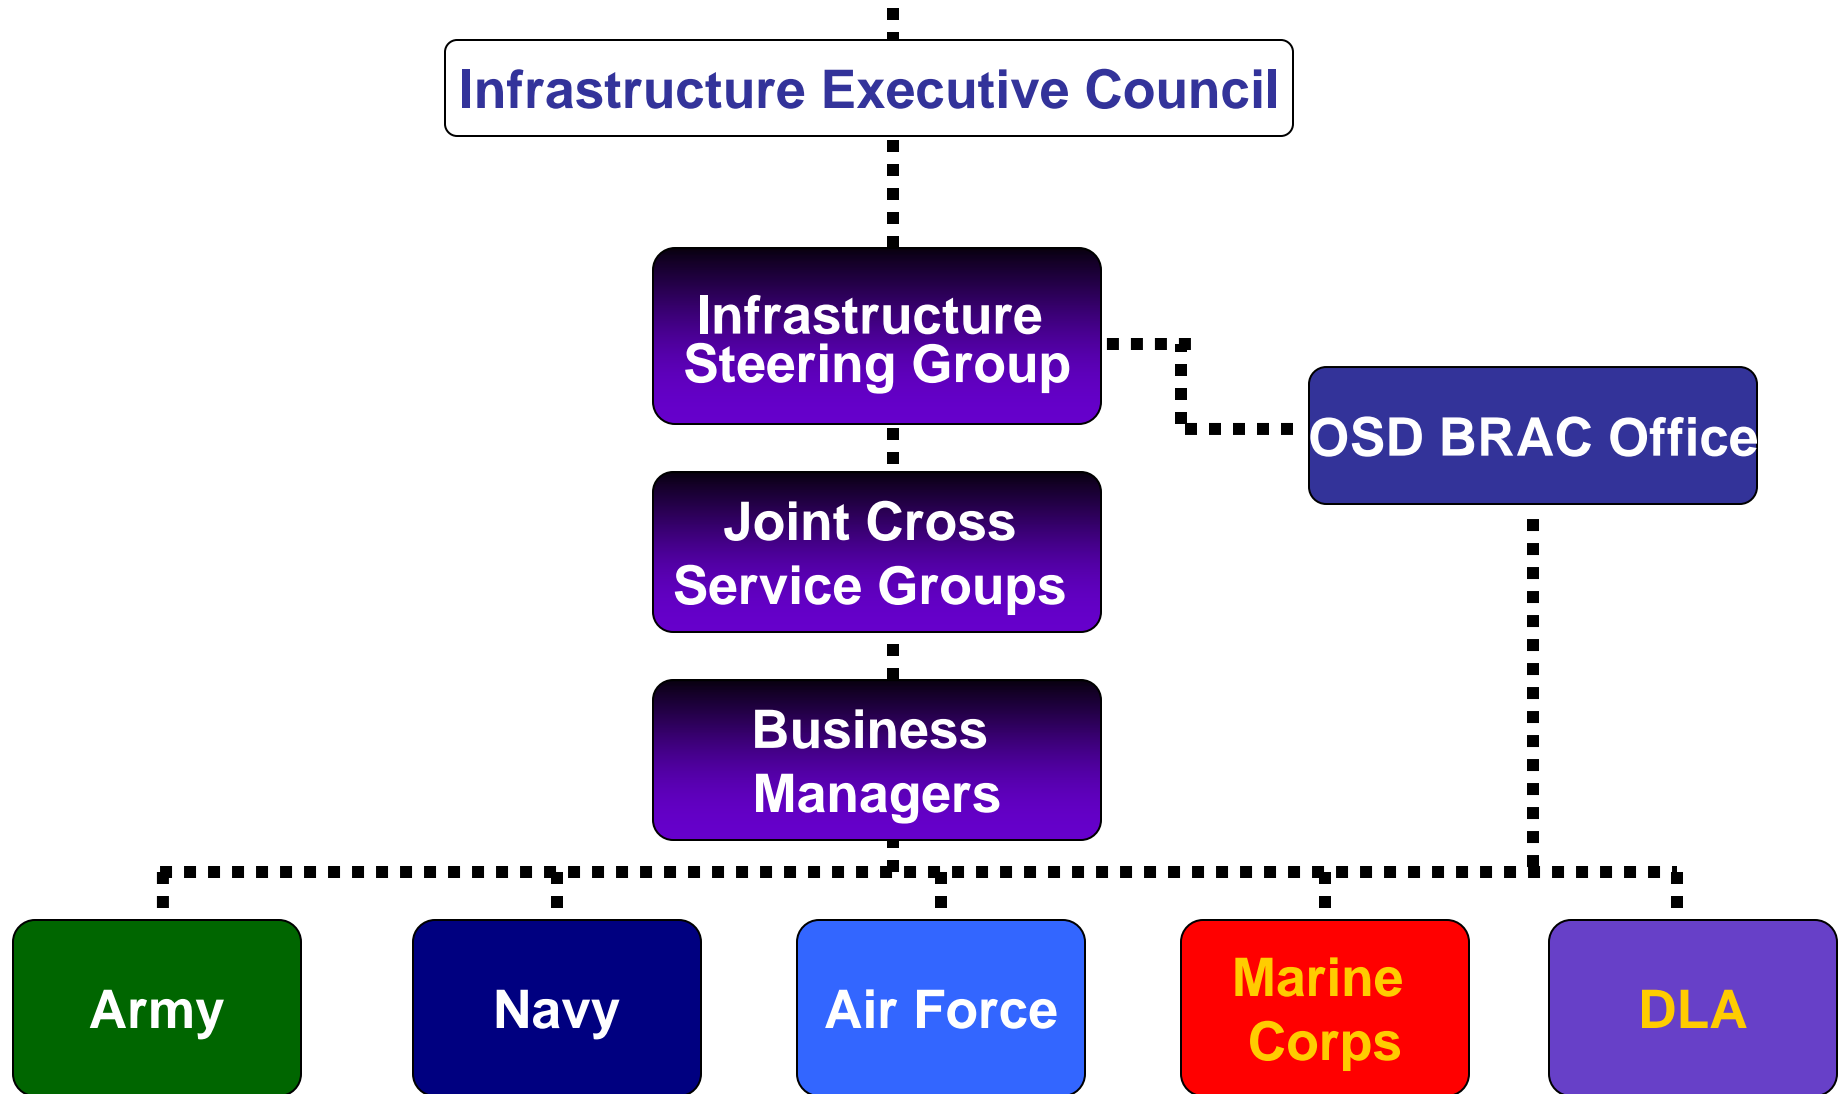 Infrastructure Executive Council
Infrastructure
Steering Group
OSD BRAC Office
Joint Cross
Service Groups
Business
Managers
Army
Navy
Air Force
Marine
Corps
DLA